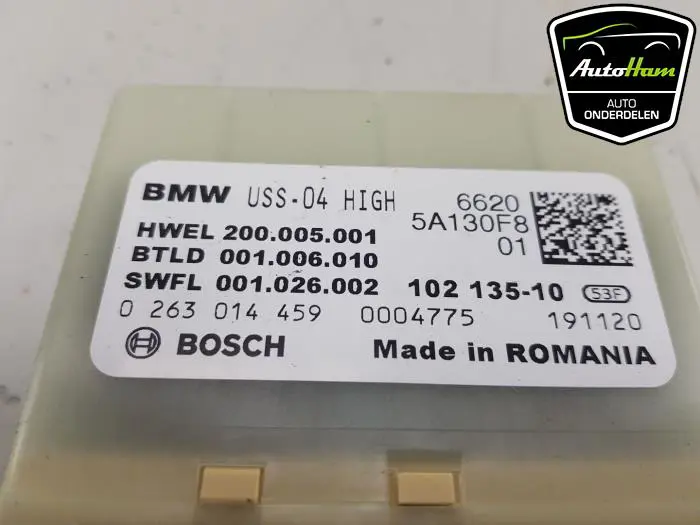 AutoHam
AUTO
ONDERDELEN
BMW USS-04 HIGH 6620
5A130F8
01
HWEL 200.005.001
BTLD 001.006.010
SWFL 001.026.002 102 135-10 53F
0 263 014 459 0004775 191120
BOSCH Made in ROMANIA